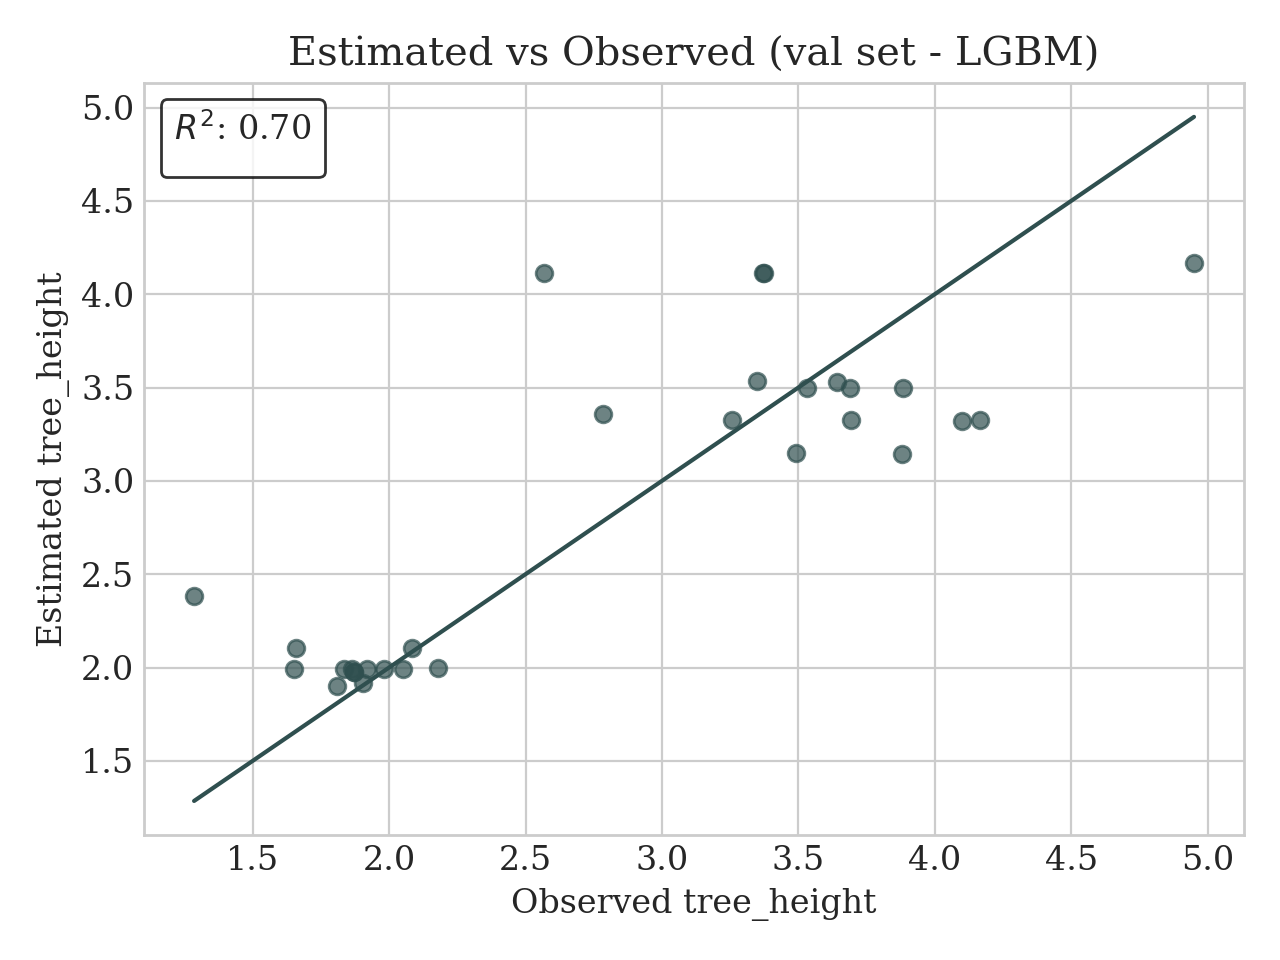 Estimated vs Observed (val set - LGBM)
R²: 0.70
Estimated tree_height
5.0
4.5
4.0
3.5
3.0
2.5
2.0
1.5
1.5 2.0 2.5 3.0 3.5 4.0 4.5 5.0
Observed tree_height